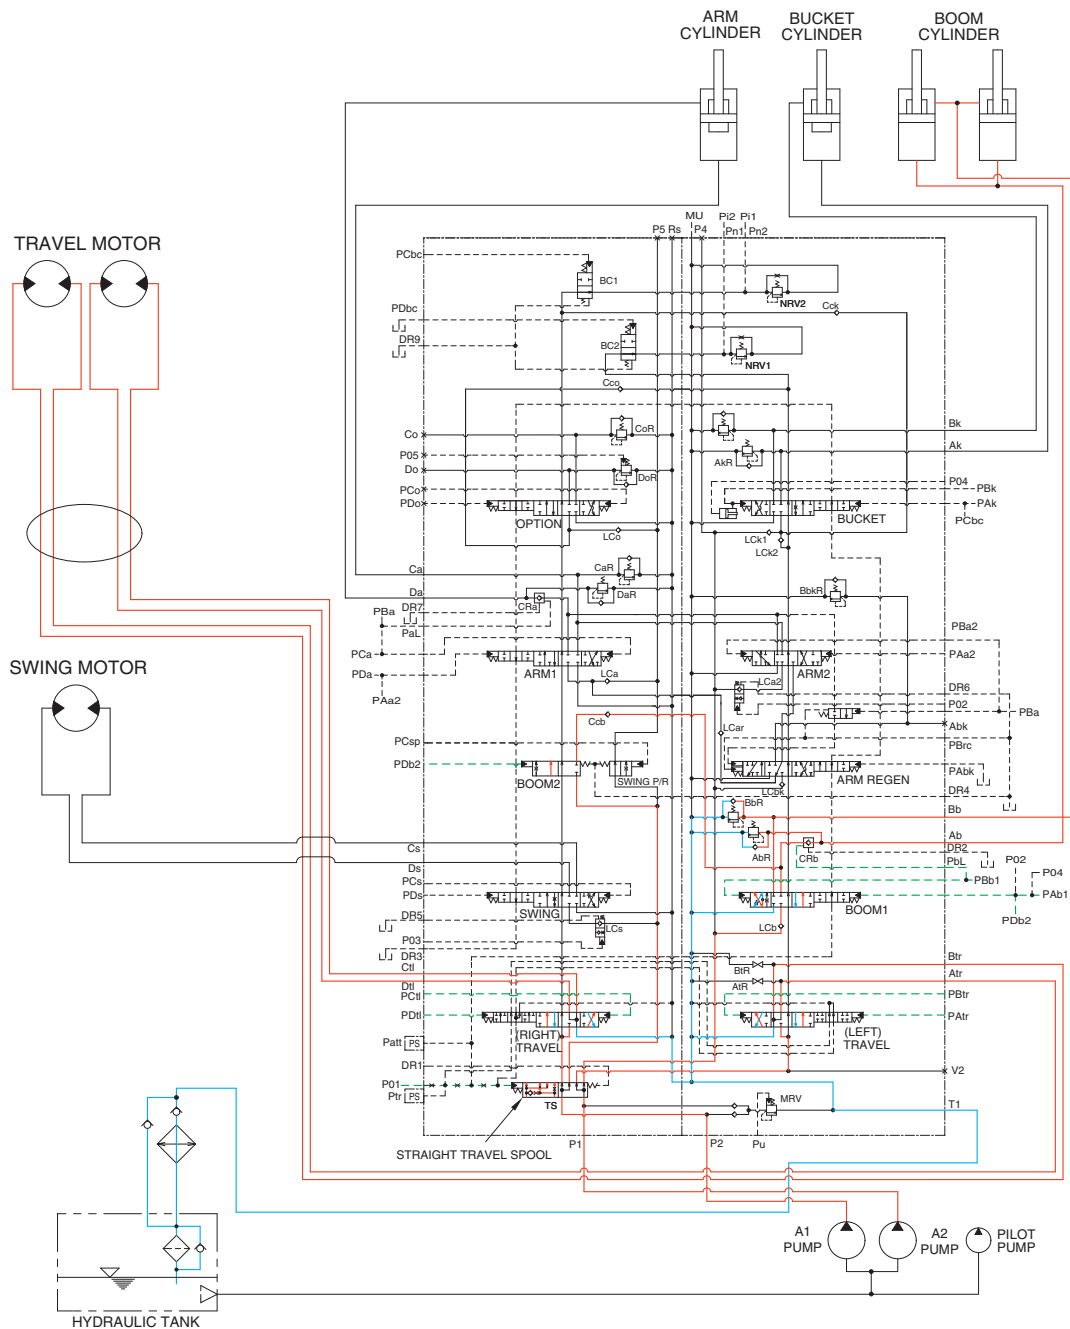 ARM
CYLINDER
BUCKET
CYLINDER
BOOM
CYLINDER
TRAVEL MOTOR
MU
Pi2 Pi1
P5 Rs
P4
Pn1 Pn2
PCbc
BC1
NRV2
Cck
PDbc
DR9
BC2
NRV1
Cco
Co
CoR
Bk
P05
Ak
Do
DoR
AkR
P04
PCo
PBk
PDo
PAk
OPTION
BUCKET
PCbc
LCo
LCk1
LCk2
Ca
CaR
Da
DaR
BbkR
PBa
DR7
CRa
PaL
PBa2
PCa
PAa2
PDa
ARM1
ARM2
PAa2
LCa
LCa2
DR6
P02
PBa
SWING MOTOR
Ccb
LCar
Abk
PCsp
PBrc
PDb2
PAbk
BOOM2
SWING P/R
LCbk
ARM REGEN
DR4
BbR
Bb
AbR
CRb
Ab
Cs
DR2
Ds
PbL
P02
PCs
PBb1
P04
PDs
PAb1
SWING
BOOM1
PDb2
DR5
LCs
LCb
P03
DR3
BtR
Btr
Ctl
AtR
Atr
Dtl
PCtl
PBtr
PDtl
PAtr
(RIGHT)
TRAVEL
(LEFT)
TRAVEL
Patt PS
DR1
V2
P01
Ptr PS
TS
MRV
T1
STRAIGHT TRAVEL SPOOL
P1
P2
Pu
A1
PUMP
A2
PUMP
PILOT
PUMP
HYDRAULIC TANK